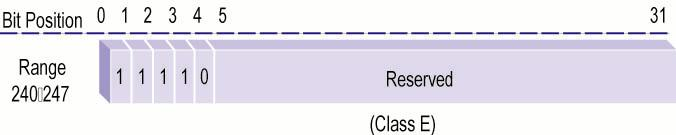 Bit Position 0 1 2 3 4 5 31
Range
240▯247
1 1 1 1 0 Reserved
(Class E)